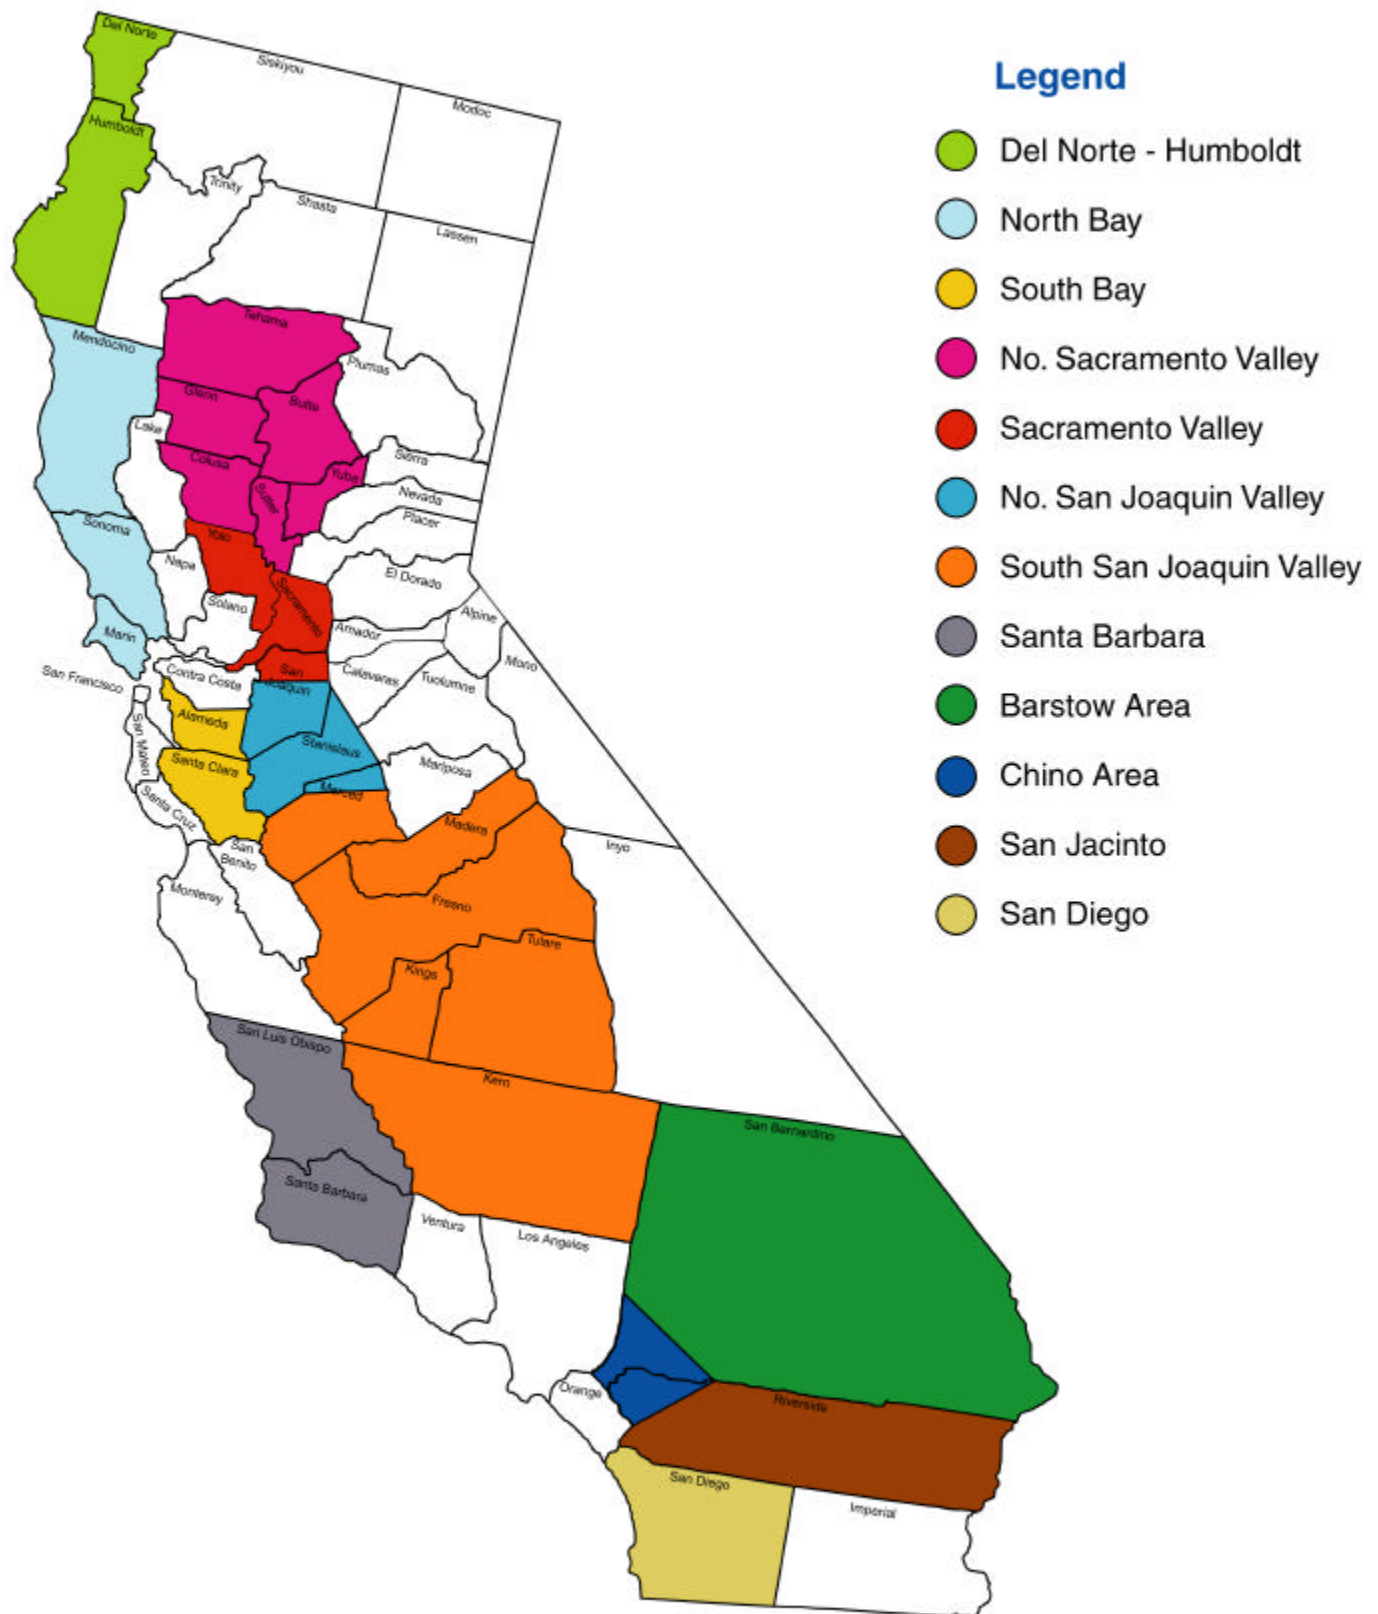 Del Norte
Siskiyou
Modoc
Humboldt
Trinity
Shasta
Lassen
Tehama
Mendocino
Plumas
Glenn
Butte
Lake
Colusa
Sierra
Yuba
Sutter
Nevada
Placer
Sonoma
Yolo
Napa
El Dorado
Solano
Sacramento
Alpine
Marin
Amador
Mono
San Francisco
Contra Costa
San
Joaquin
Calaveras
Tuolumne
Alameda
San Mateo
Stanislaus
Santa Clara
Mariposa
Merced
Santa Cruz
Madera
San
Benito
Inyo
Monterey
Fresno
Tulare
Kings
San Luis Obispo
Kern
San Barnardino
Santa Barbara
Ventura
Los Angeles
Orange
Riverside
San Diego
Imperial
Legend
Del Norte - Humboldt
North Bay
South Bay
No. Sacramento Valley
Sacramento Valley
No. San Joaquin Valley
South San Joaquin Valley
Santa Barbara
Barstow Area
Chino Area
San Jacinto
San Diego